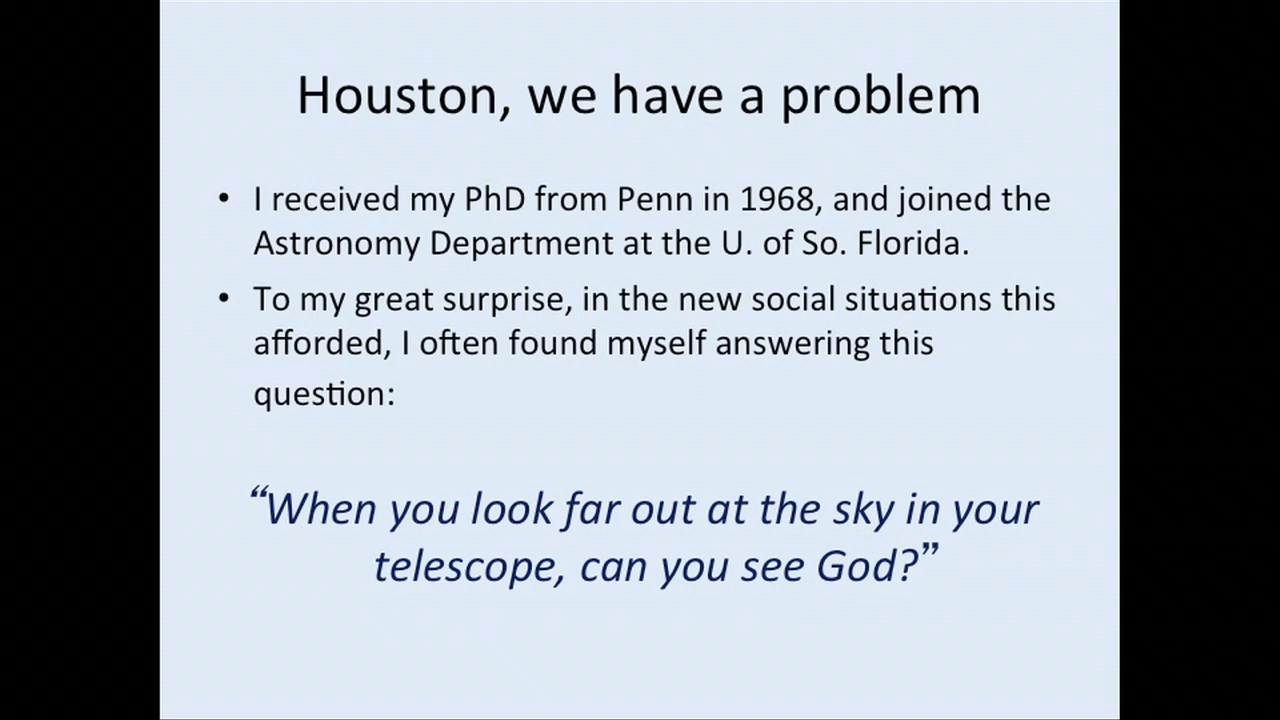 Houston, we have a problem
• I received my PhD from Penn in 1968, and joined the
Astronomy Department at the U. of So. Florida.
• To my great surprise, in the new social situations this
afforded, I often found myself answering this
question:
“When you look far out at the sky in your
telescope, can you see God?”